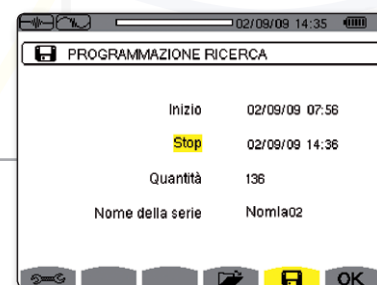 02/09/09 14:35
PROGRAMMAZIONE RICERCA
Inizio 02/09/09 07:56
Stop 02/09/09 14:36
Quantità 136
Nome della serie Nomla02
OK